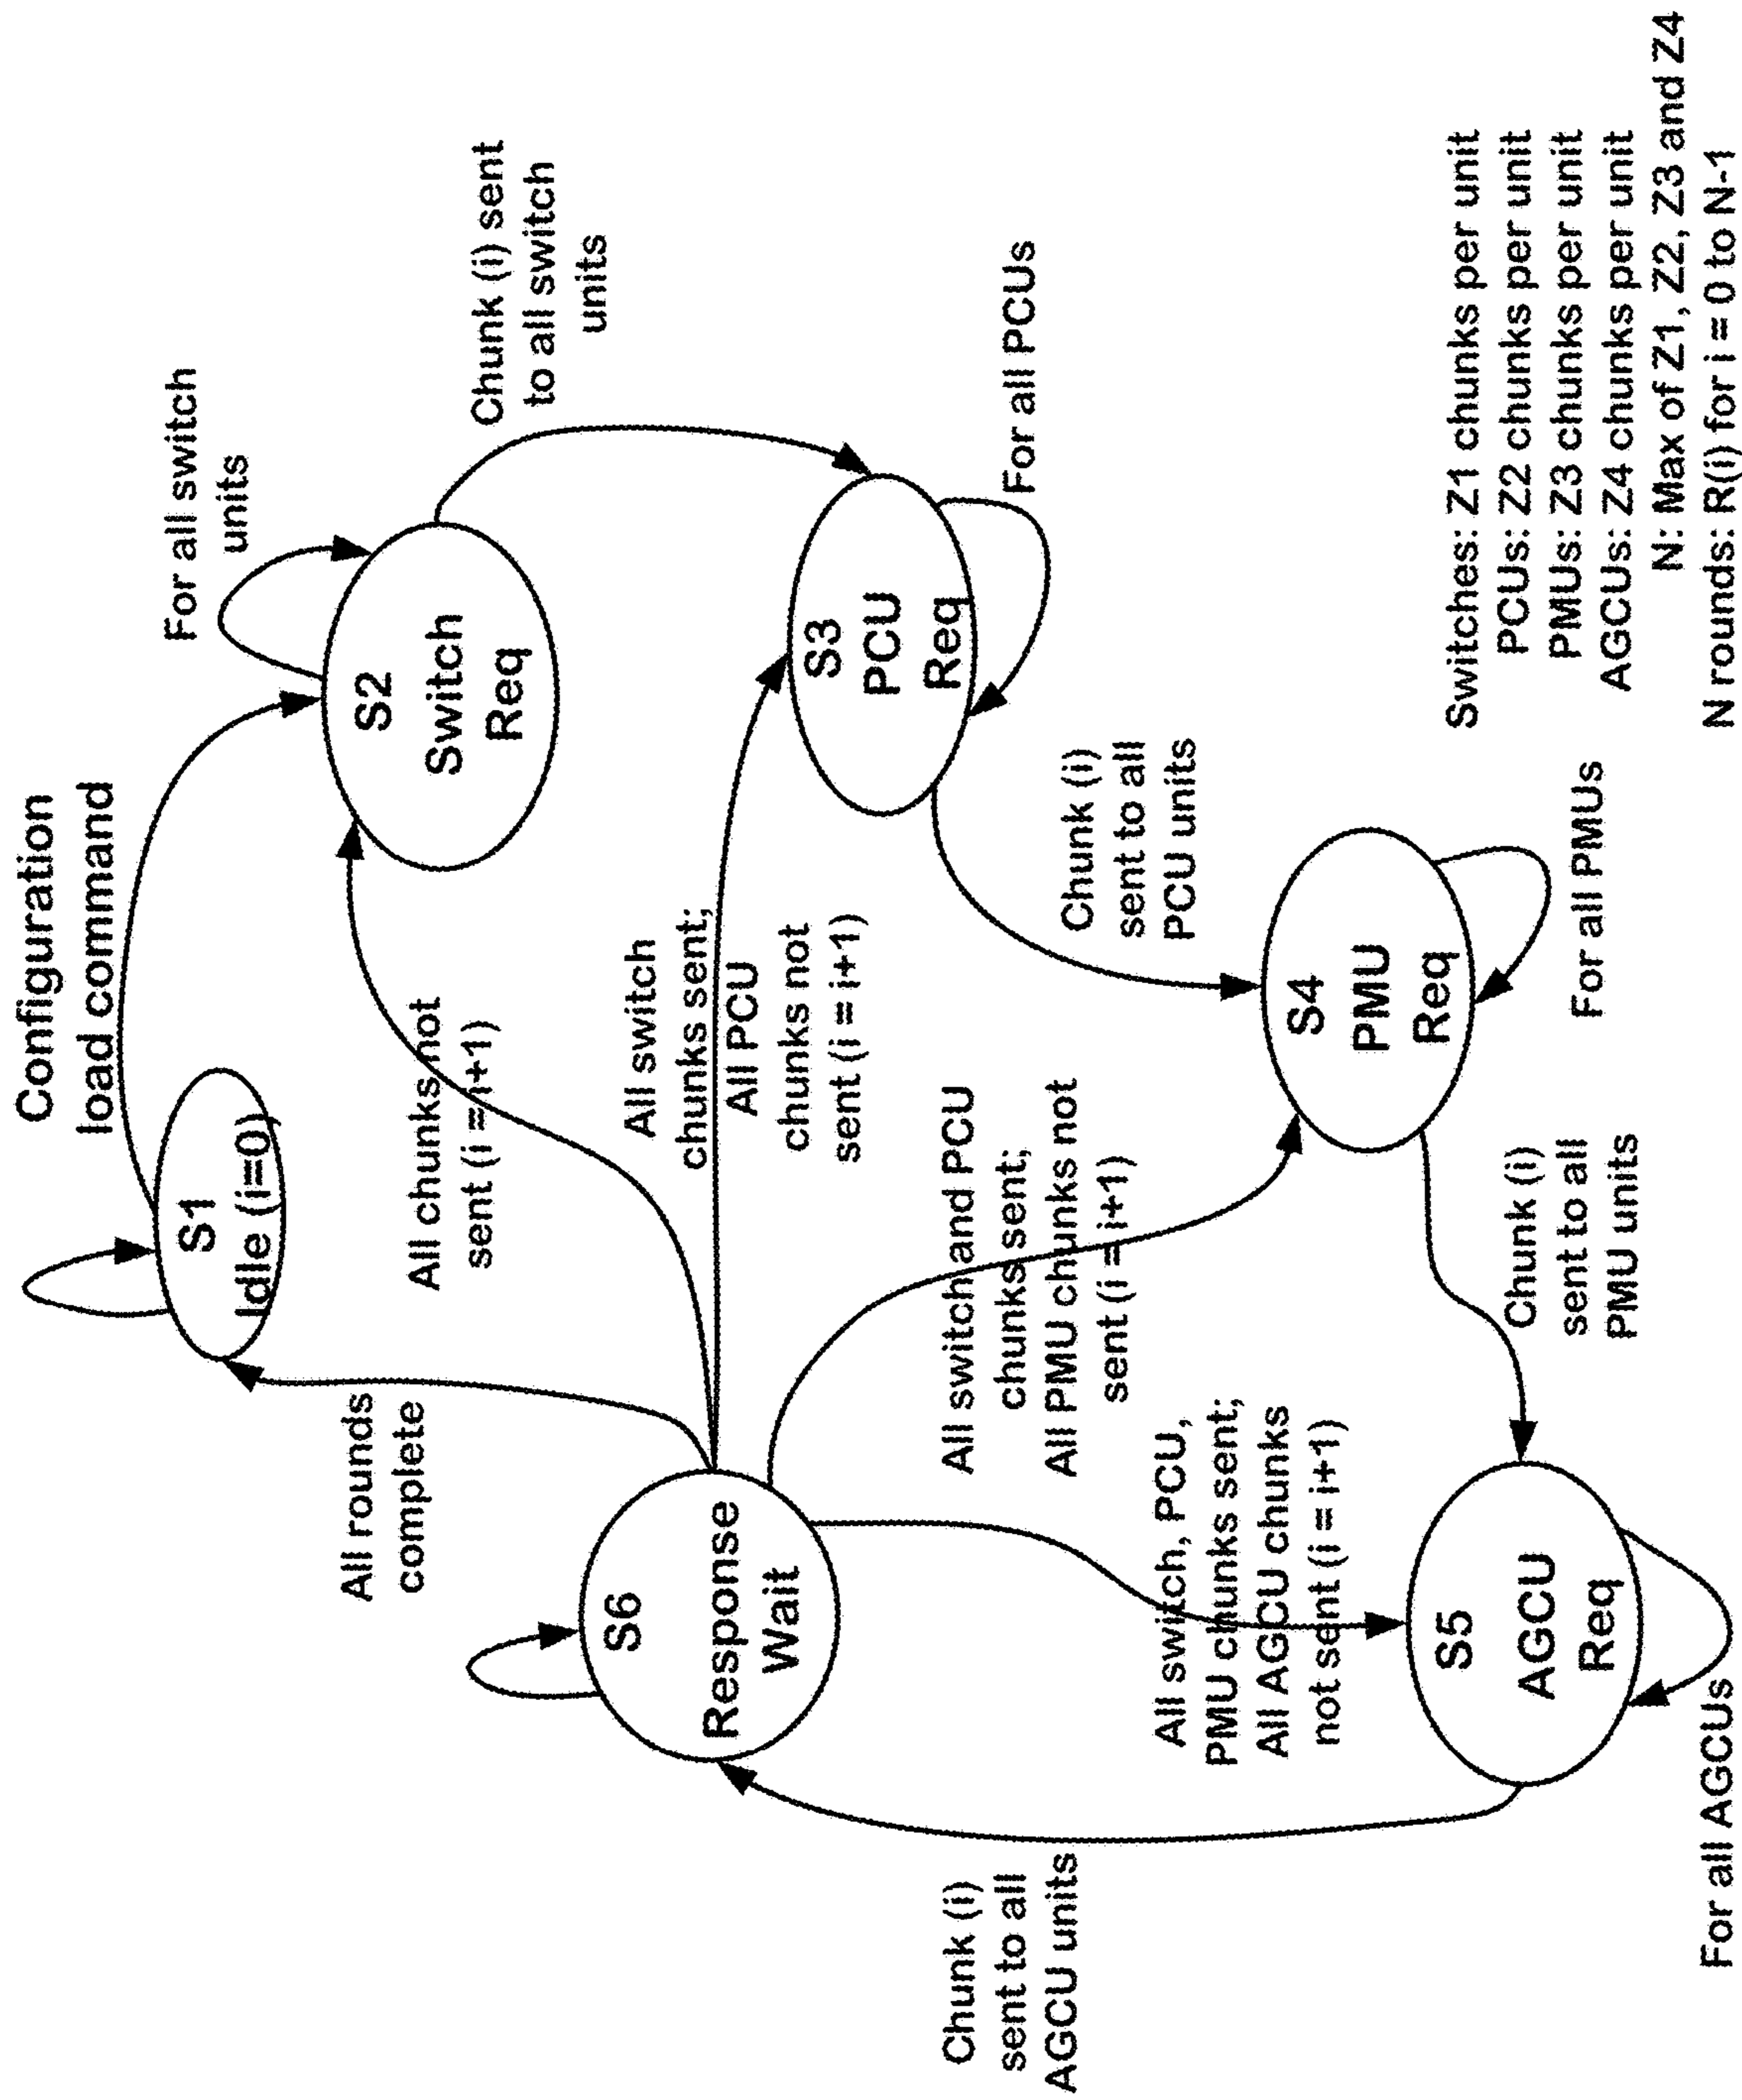 Configuration
load command
For all switch
units
S1
Idle (i=0)
S2
Switch
Req
Chunk (i) sent
to all switch
units
All rounds
complete
All chunks not
sent (i = i+1)
All switch
chunks sent;
All PCU
chunks not
sent (i = i+1)
S3
PCU
Req
For all PCUs
S6
Response
Wait
All switch and PCU
chunks sent;
All PMU chunks not
sent (i = i+1)
Chunk (i)
sent to all
PCU units
S4
PMU
Req
For all PMUs
All switch, PCU,
PMU chunks sent;
All AGCU chunks
not sent (i = i+1)
Chunk (i)
sent to all
PMU units
Chunk (i)
sent to all
AGCU units
S5
AGCU
Req
For all AGCUs
Switches: Z1 chunks per unit
PCUs: Z2 chunks per unit
PMUs: Z3 chunks per unit
AGCUs: Z4 chunks per unit
N: Max of Z1, Z2, Z3 and Z4
N rounds: R(i) for i = 0 to N-1